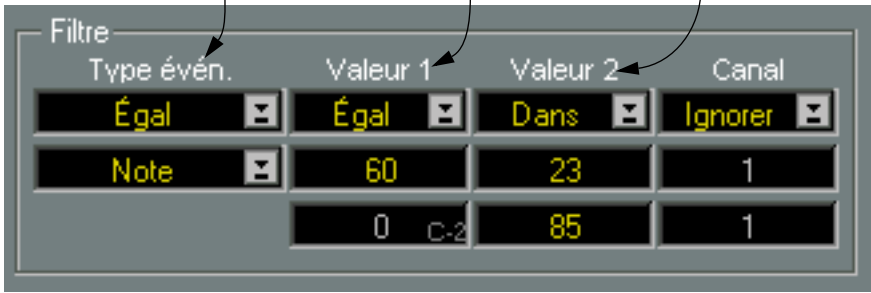 Filtre
Type évén. Valeur 1 Valeur 2 Canal
Égal Égal Dans Ignorer
Note 60 23 1
0 C-2 85 1